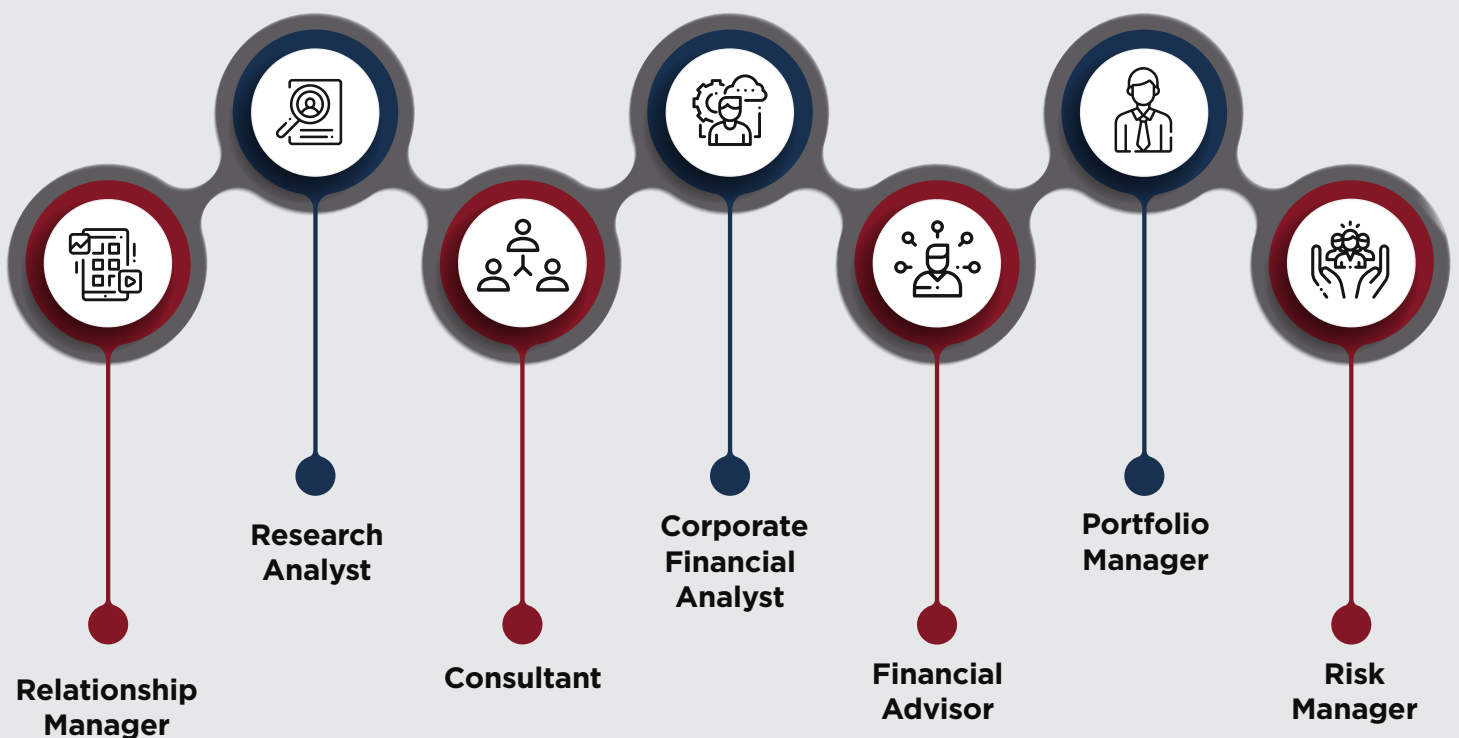 Relationship
Manager
Research
Analyst
Consultant
Corporate
Financial
Analyst
Financial
Advisor
Portfolio
Manager
Risk
Manager